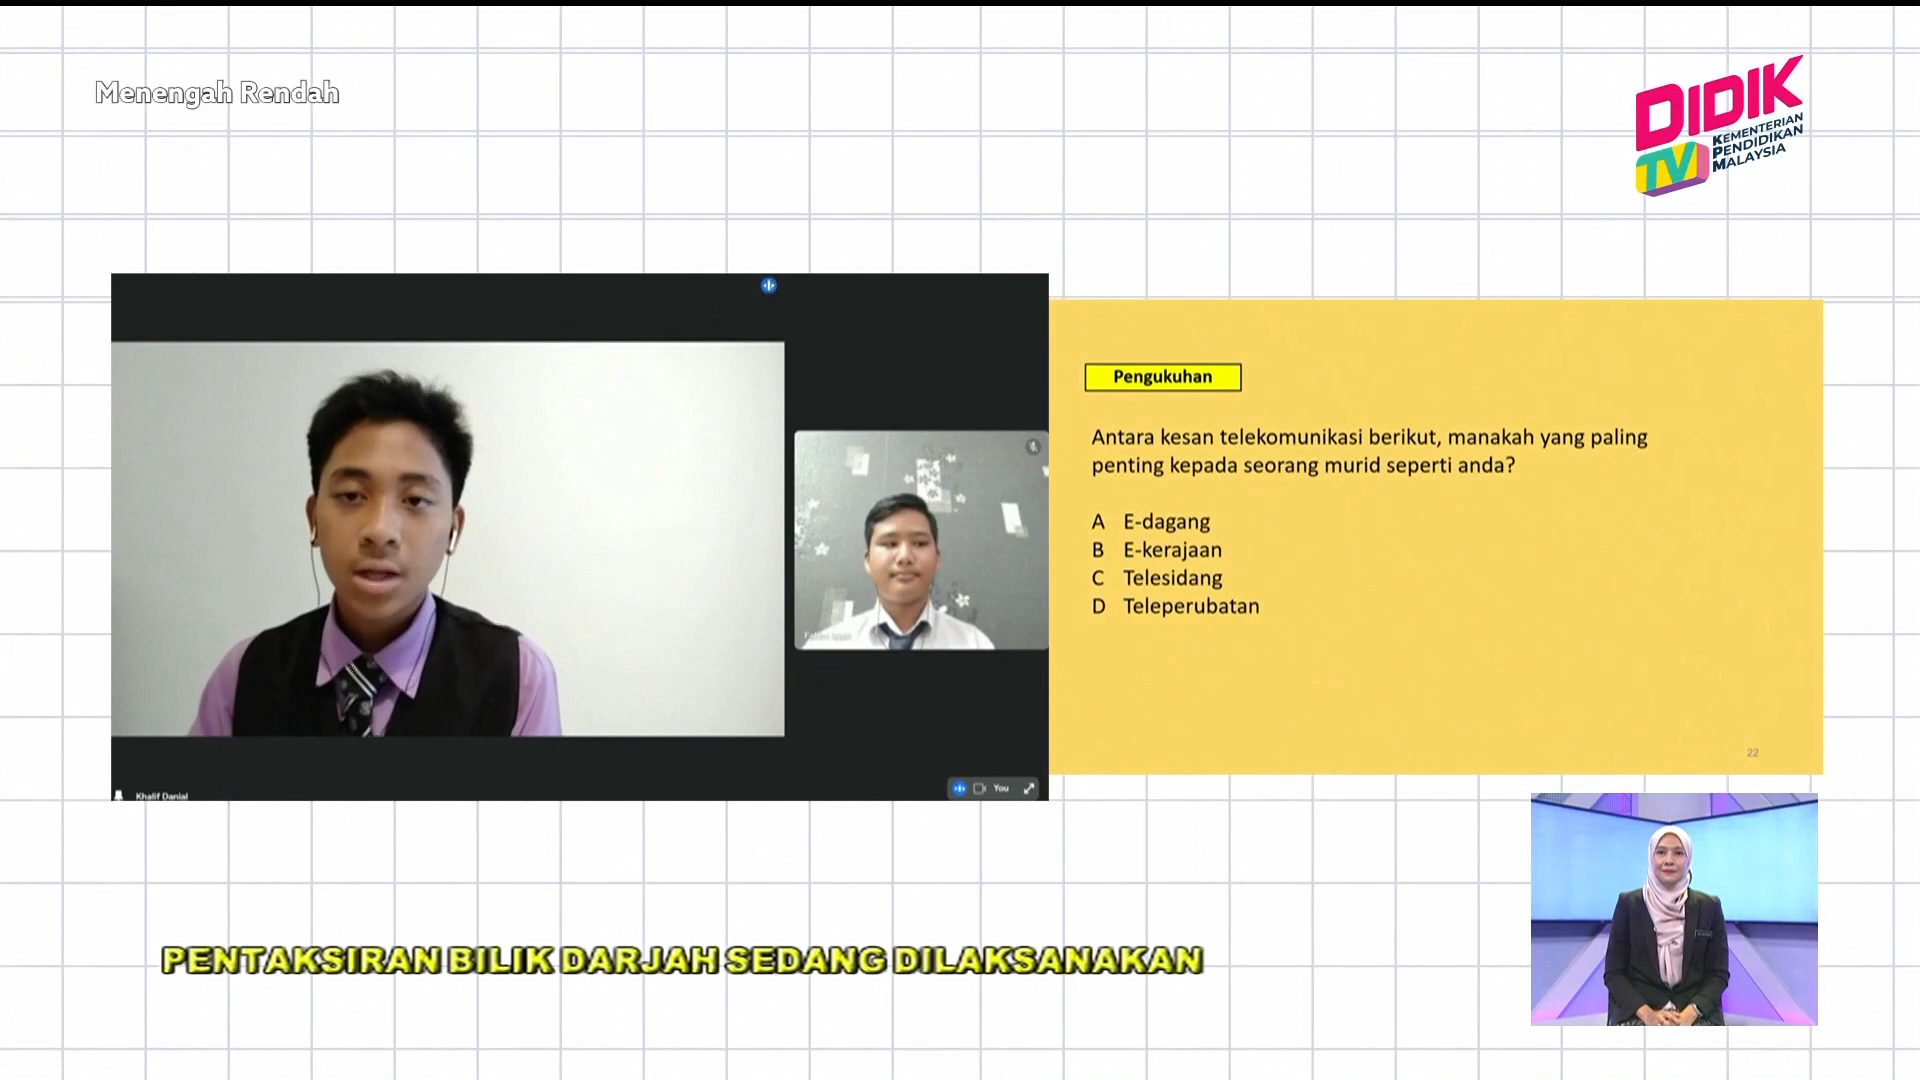 Menengah Rendah
DIDIK
TV
KEMENTERIAN
PENDIDIKAN
MALAYSIA
Pengukuhan
Antara kesan telekomunikasi berikut, manakah yang paling
penting kepada seorang murid seperti anda?
A E-dagang
B E-kerajaan
C Telesidang
D Teleperubatan
22
Khalif Danial
You
PENTAKSIRAN BILIK DARJAH SEDANG DILAKSANAKAN